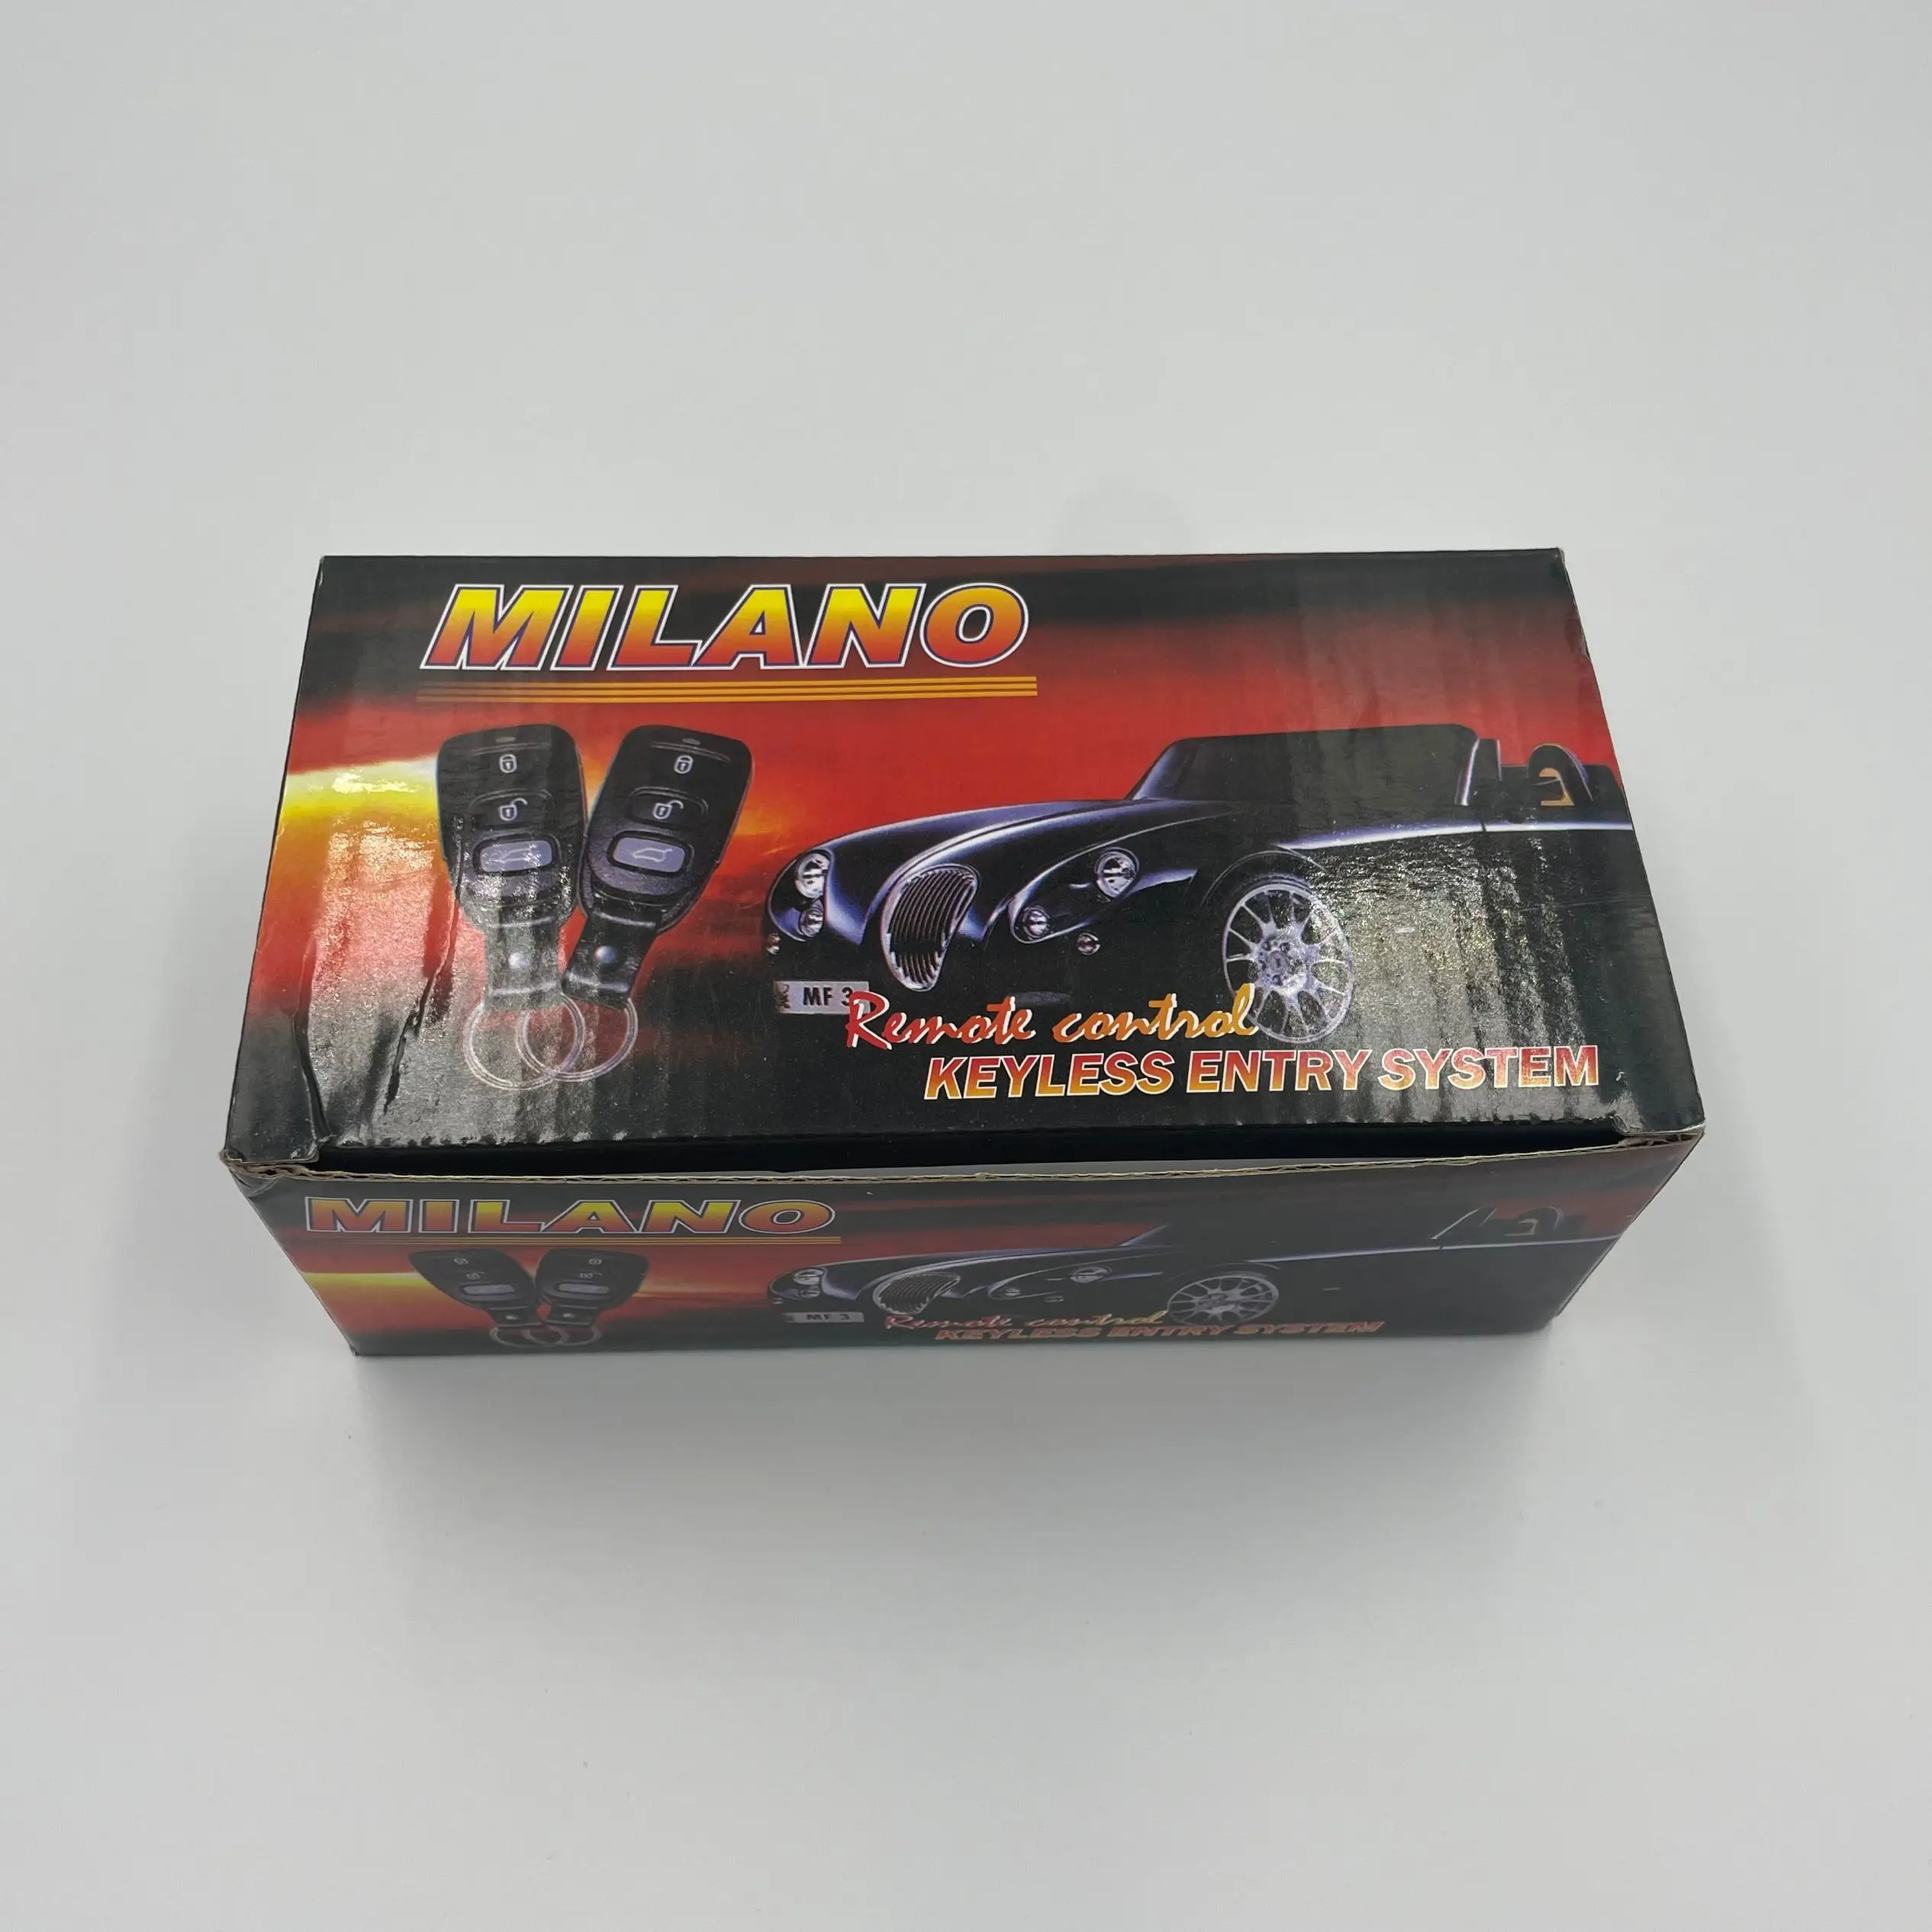 MILANO
MF 3
Remote control
KEYLESS ENTRY SYSTEM
MILANO
MF 3
Remote control
KEYLESS ENTRY SYSTEM